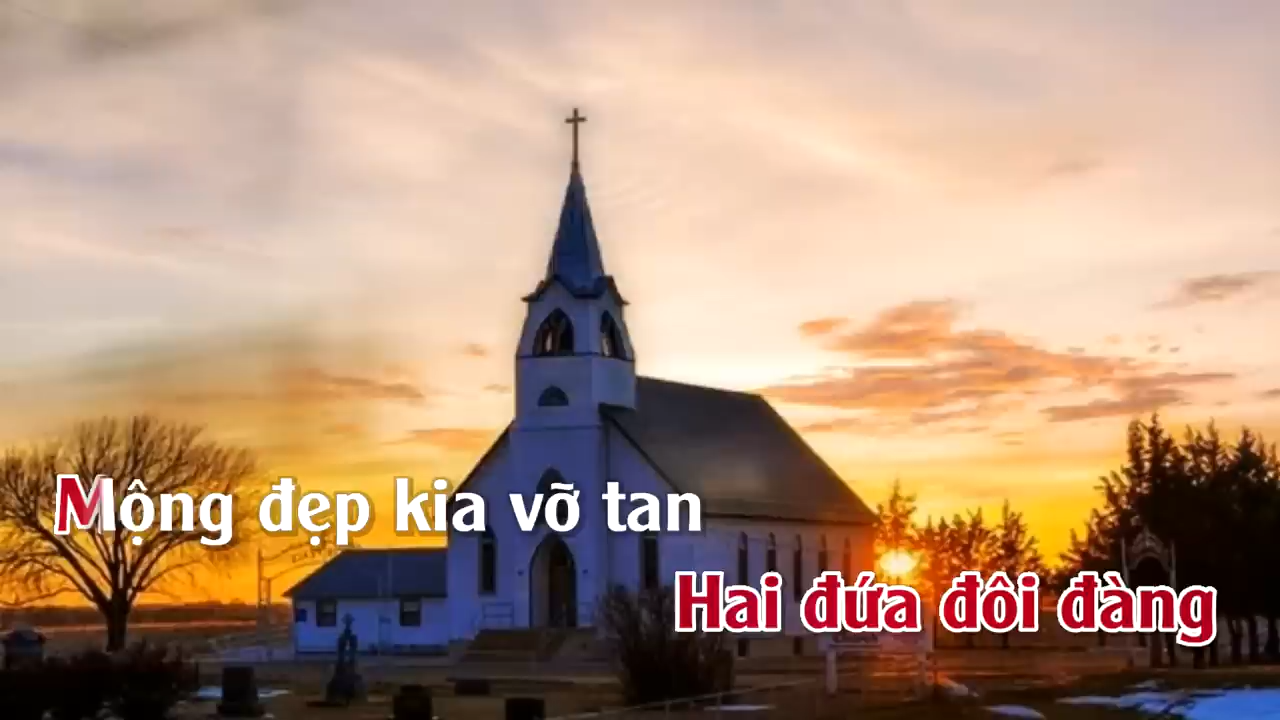 Mộng đẹp kia vỡ tan
Hai đứa đôi đàng